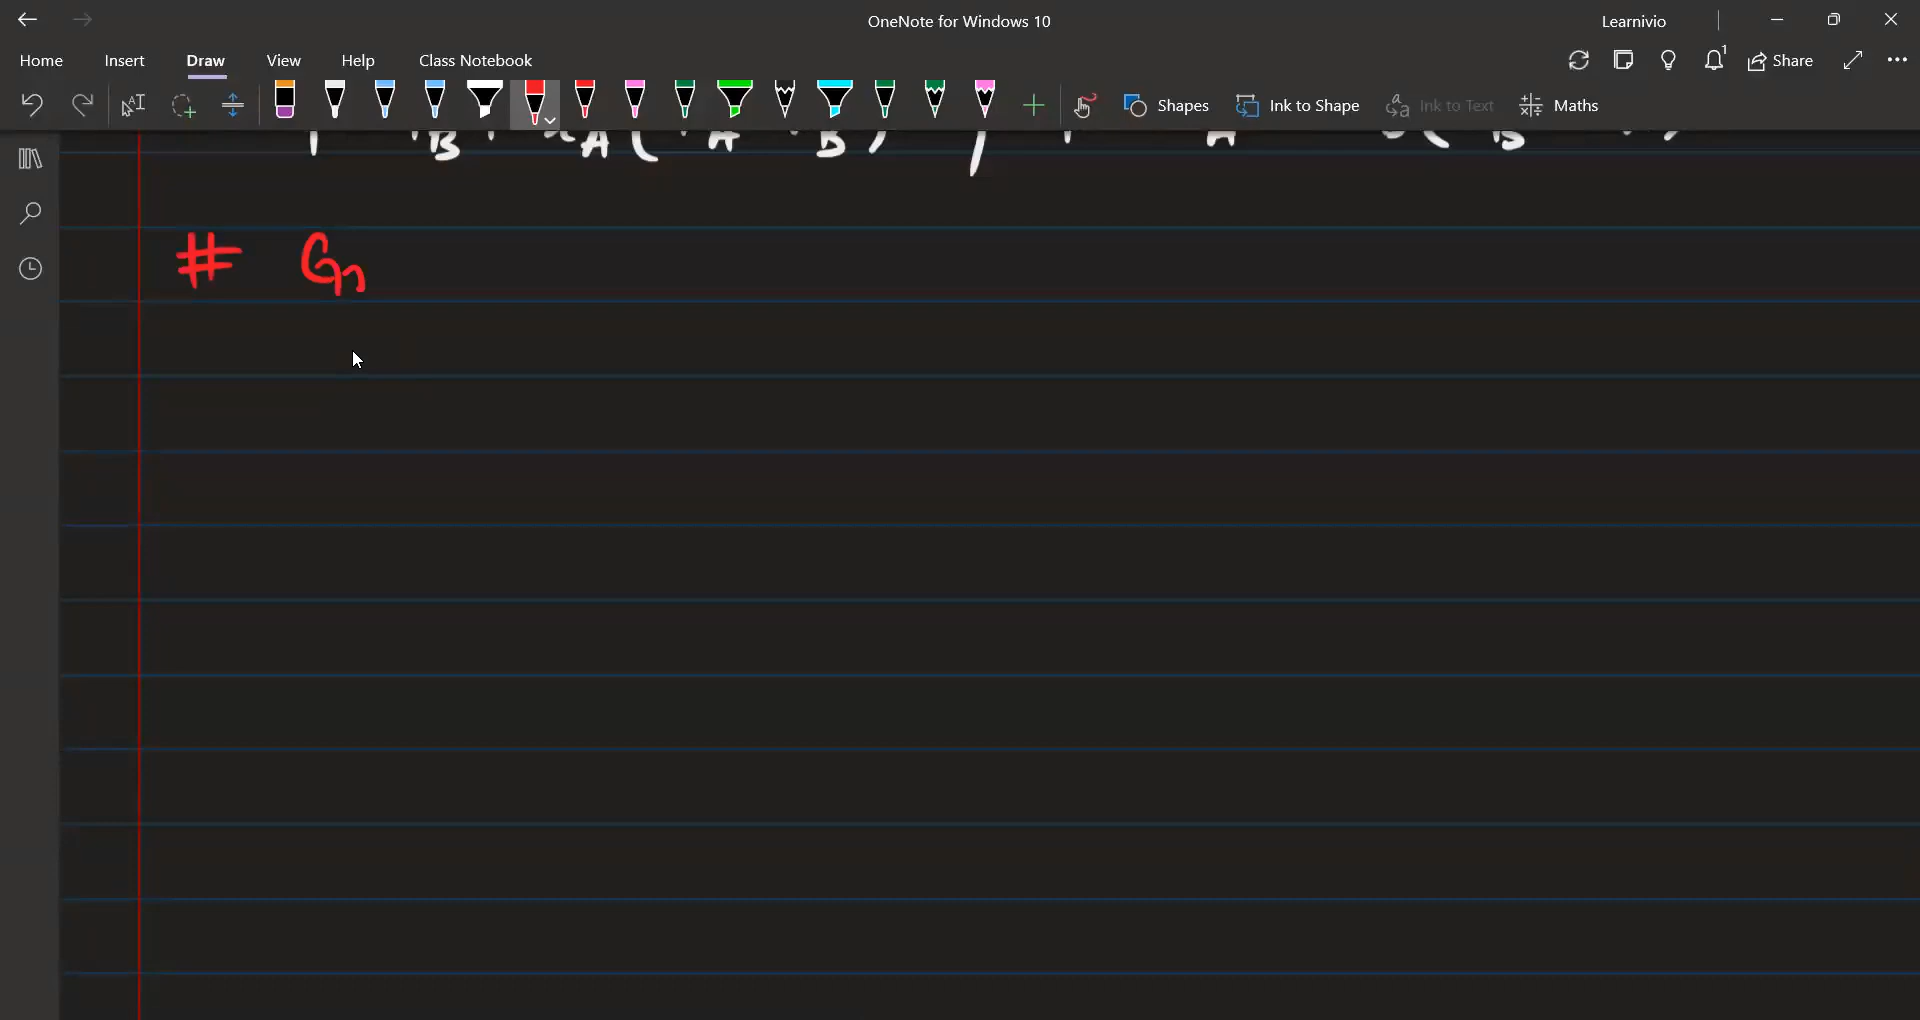 OneNote for Windows 10
Learnivio
Home Insert Draw View Help Class Notebook
1
Share
Shapes
Ink to Shape
Ink to Text
Maths
# Gn